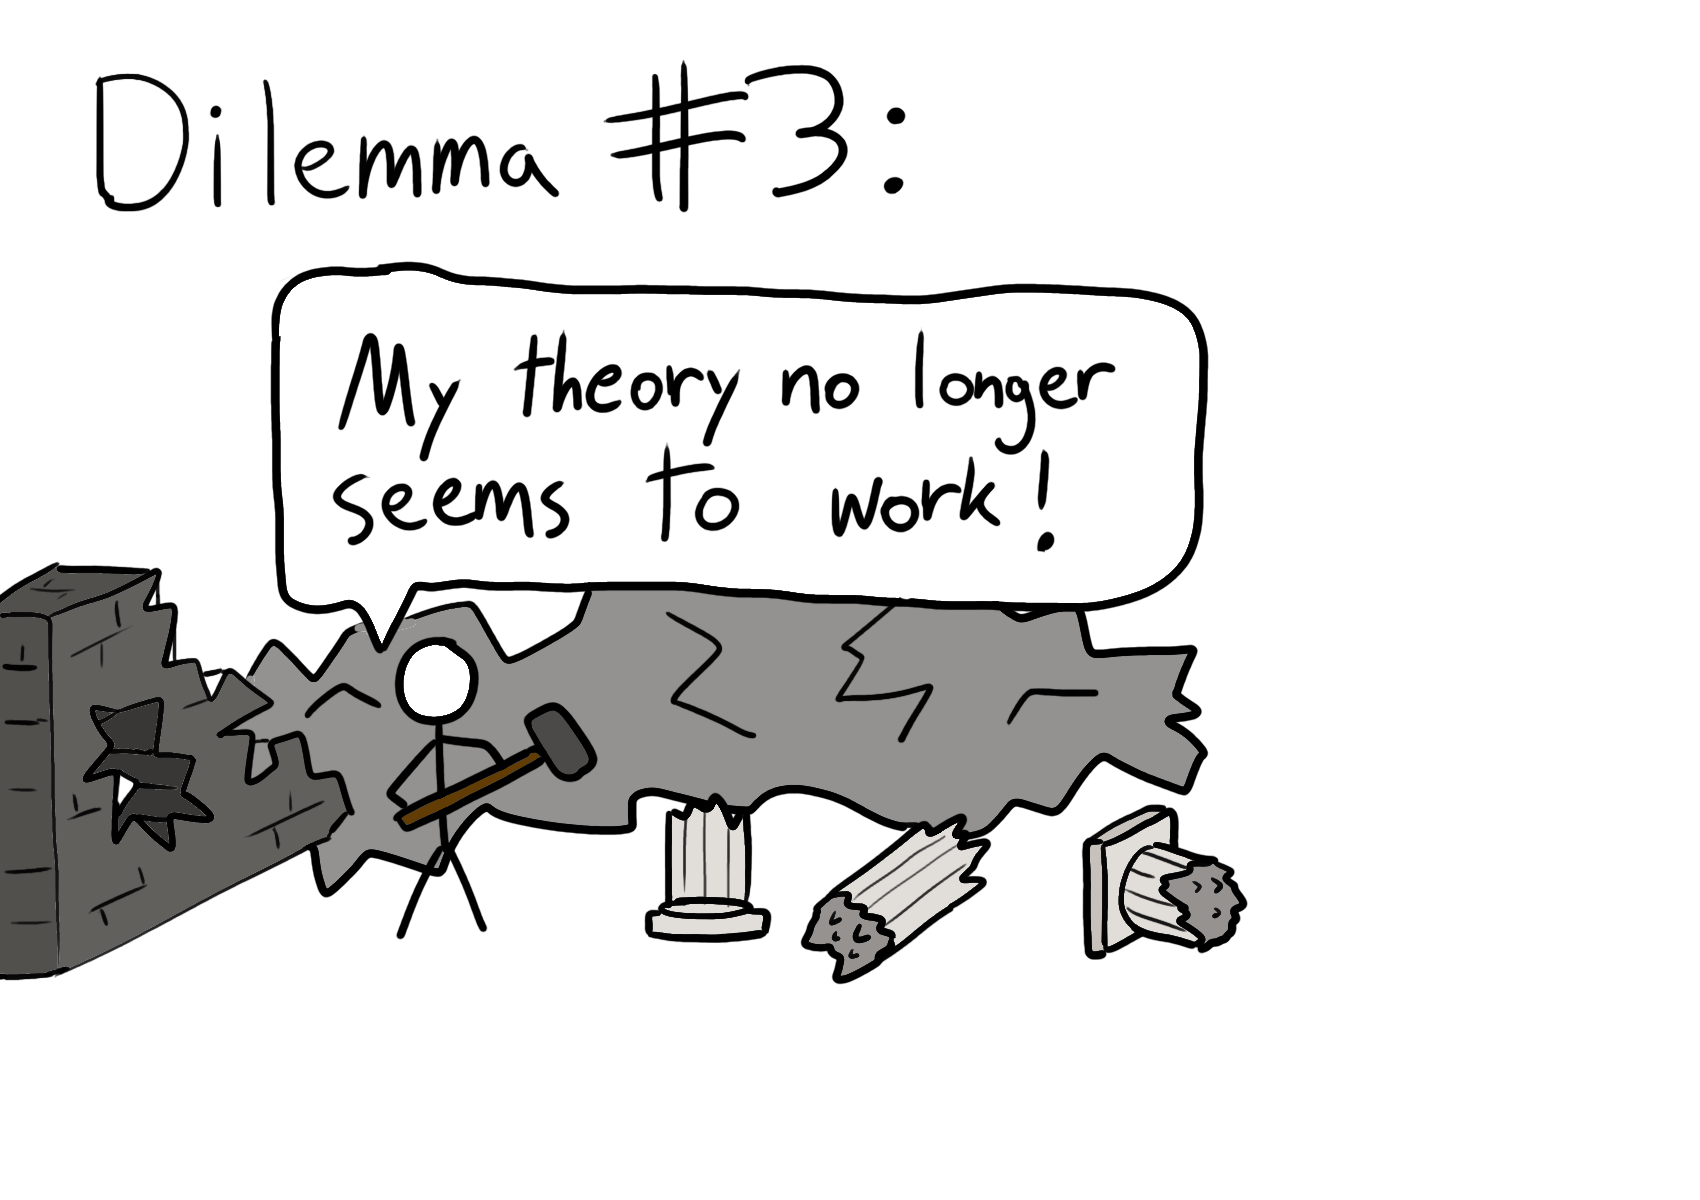 Dilemma #3:
My theory no longer
seems to work!